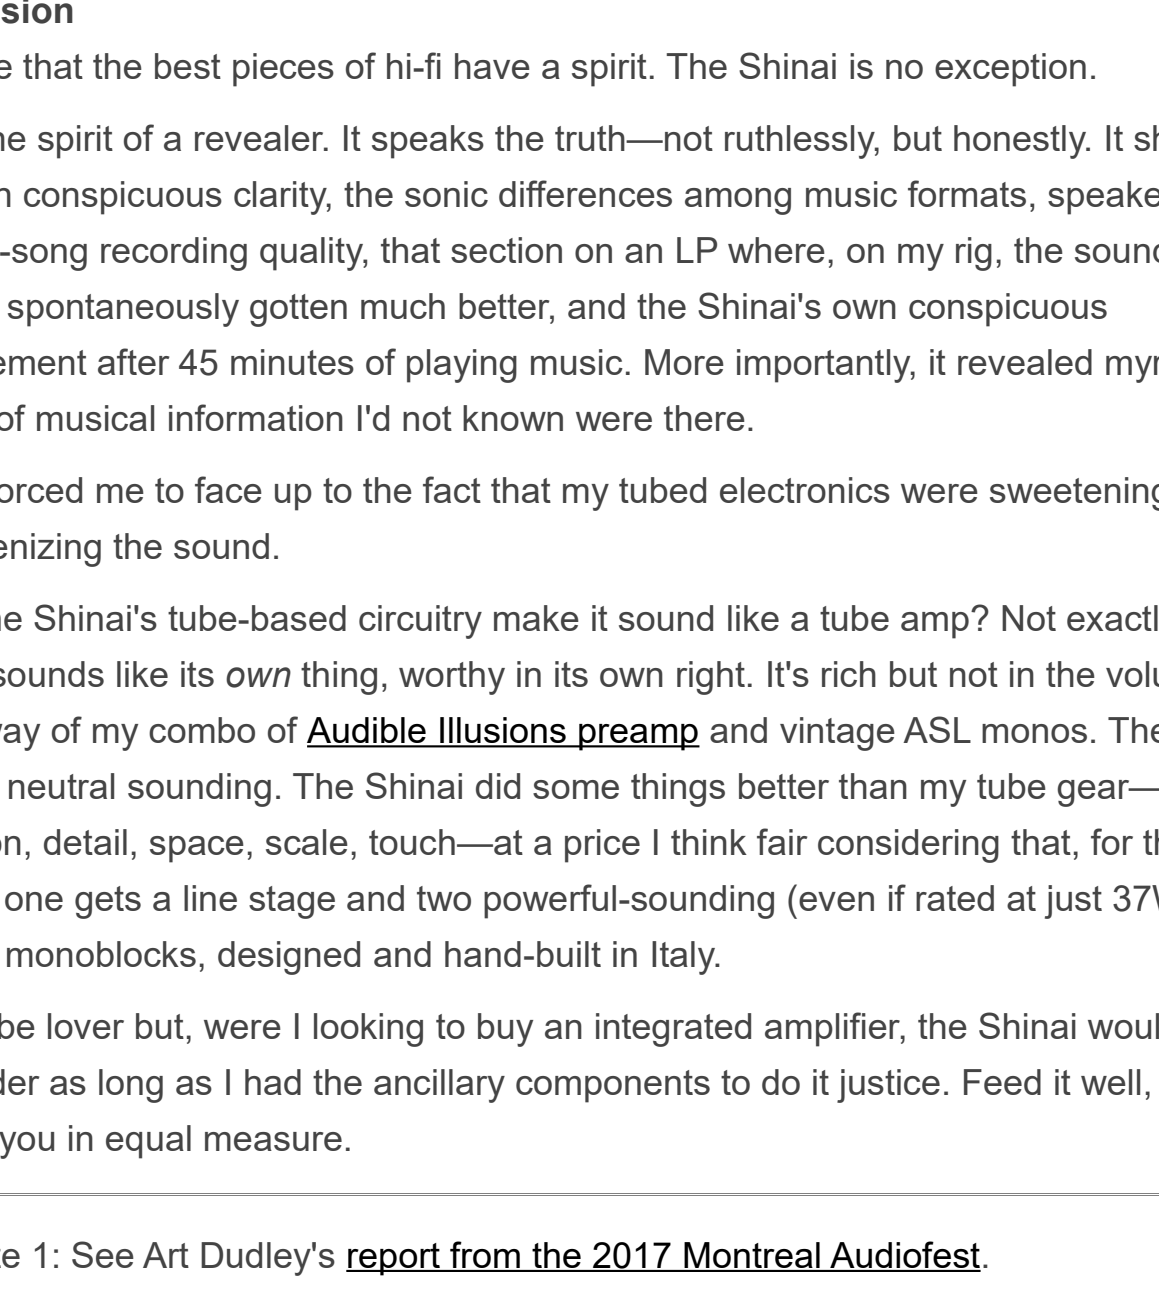 sion
e that the best pieces of hi-fi have a spirit. The Shinai is no exception.
ne spirit of a revealer. It speaks the truth—not ruthlessly, but honestly. It sh
n conspicuous clarity, the sonic differences among music formats, speake
-song recording quality, that section on an LP where, on my rig, the sound
spontaneously gotten much better, and the Shinai's own conspicuous
ement after 45 minutes of playing music. More importantly, it revealed myr
of musical information I'd not known were there.
orced me to face up to the fact that my tubed electronics were sweetening
enizing the sound.
ne Shinai's tube-based circuitry make it sound like a tube amp? Not exactl
sounds like its own thing, worthy in its own right. It's rich but not in the volu
ay of my combo of Audible Illusions preamp and vintage ASL monos. The
neutral sounding. The Shinai did some things better than my tube gear—
on, detail, space, scale, touch—at a price I think fair considering that, for th
one gets a line stage and two powerful-sounding (even if rated at just 37W
monoblocks, designed and hand-built in Italy.
be lover but, were I looking to buy an integrated amplifier, the Shinai woul
der as long as I had the ancillary components to do it justice. Feed it well,
you in equal measure.
te 1: See Art Dudley's report from the 2017 Montreal Audiofest.